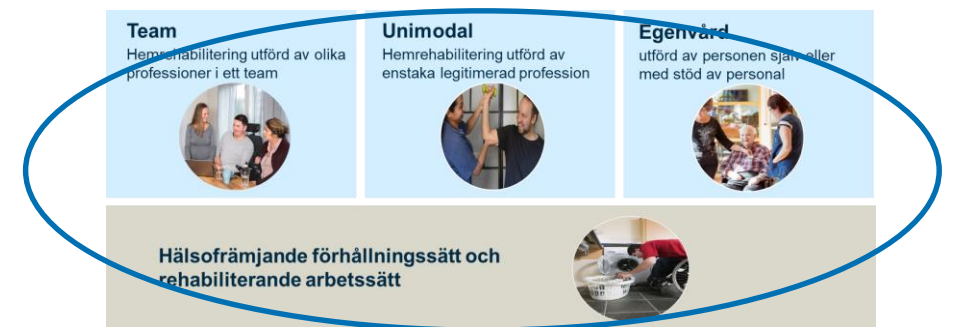 Team
Hemrehabilitering utförd av olika
professioner i ett team
Unimodal
Hemrehabilitering utförd av
enstaka legitimerad profession
Egenvård
utförd av personen själv eller
med stöd av personal
Hälsofrämjande förhållningssätt och
rehabiliterande arbetssätt